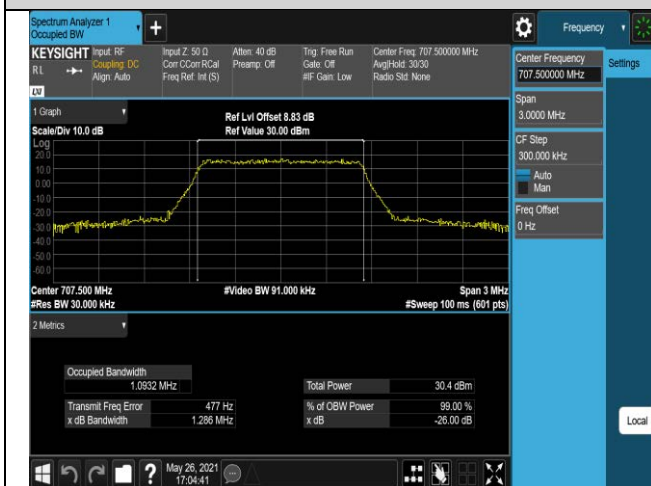 Spectrum Analyzer 1
Occupied BW
+
Frequency
KEYSIGHT
RL
LXI
Input: RF
Coupling: DC
Align: Auto
Input Z: 50 Ω
Corr CCorr RCal
Freq Ref: Int (S)
Atten: 40 dB
Preamp: Off
Trig: Free Run
Gate: Off
#IF Gain: Low
Center Freq: 707.500000 MHz
Avg|Hold: 30/30
Radio Std: None
Center Frequency
707.500000 MHz
Settings
Span
3.0000 MHz
CF Step
300.000 kHz
Auto
Man
Freq Offset
0 Hz
Local
1 Graph
Scale/Div 10.0 dB
Ref Lvl Offset 8.83 dB
Ref Value 30.00 dBm
Log
20.0
10.0
0.00
-10.0
-20.0
-30.0
-40.0
-50.0
-60.0
Center 707.500 MHz
#Res BW 30.000 kHz
#Video BW 91.000 kHz
Span 3 MHz
#Sweep 100 ms (601 pts)
2 Metrics
Occupied Bandwidth
1.0932 MHz
Total Power 30.4 dBm
Transmit Freq Error 477 Hz
% of OBW Power 99.00 %
x dB Bandwidth 1.286 MHz
x dB -26.00 dB
?
May 26, 2021
17:04:41